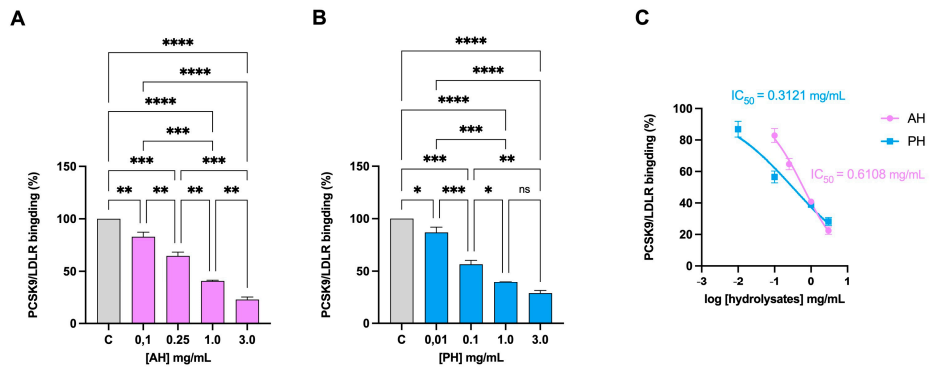 A
****
****
****
***
*** ***
** ** ** **
PCSK9/LDLR bingding (%)
150
100
50
0
C 0,1 0.25 1.0 3.0
[AH] mg/mL
B
****
****
****
***
*** **
* *** * ns
PCSK9/LDLR bingding (%)
150
100
50
0
C 0,01 0.1 1.0 3.0
[PH] mg/mL
C
IC50 = 0.3121 mg/mL
AH
PH
IC50 = 0.6108 mg/mL
PCSK9/LDLR bingding (%)
100
80
60
40
20
0
-3 -2 -1 0 1
log [hydrolysates] mg/mL